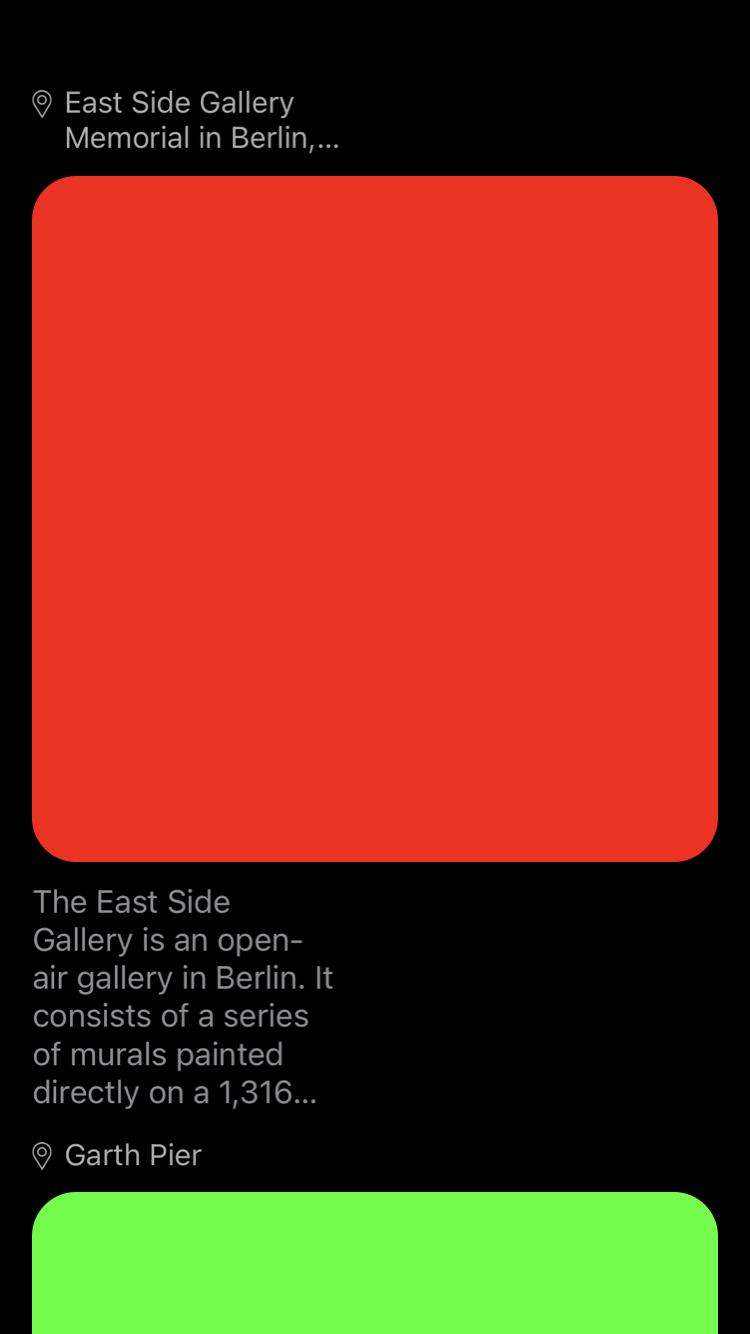 East Side Gallery
Memorial in Berlin,...
The East Side
Gallery is an open-
air gallery in Berlin. It
consists of a series
of murals painted
directly on a 1,316...
Garth Pier